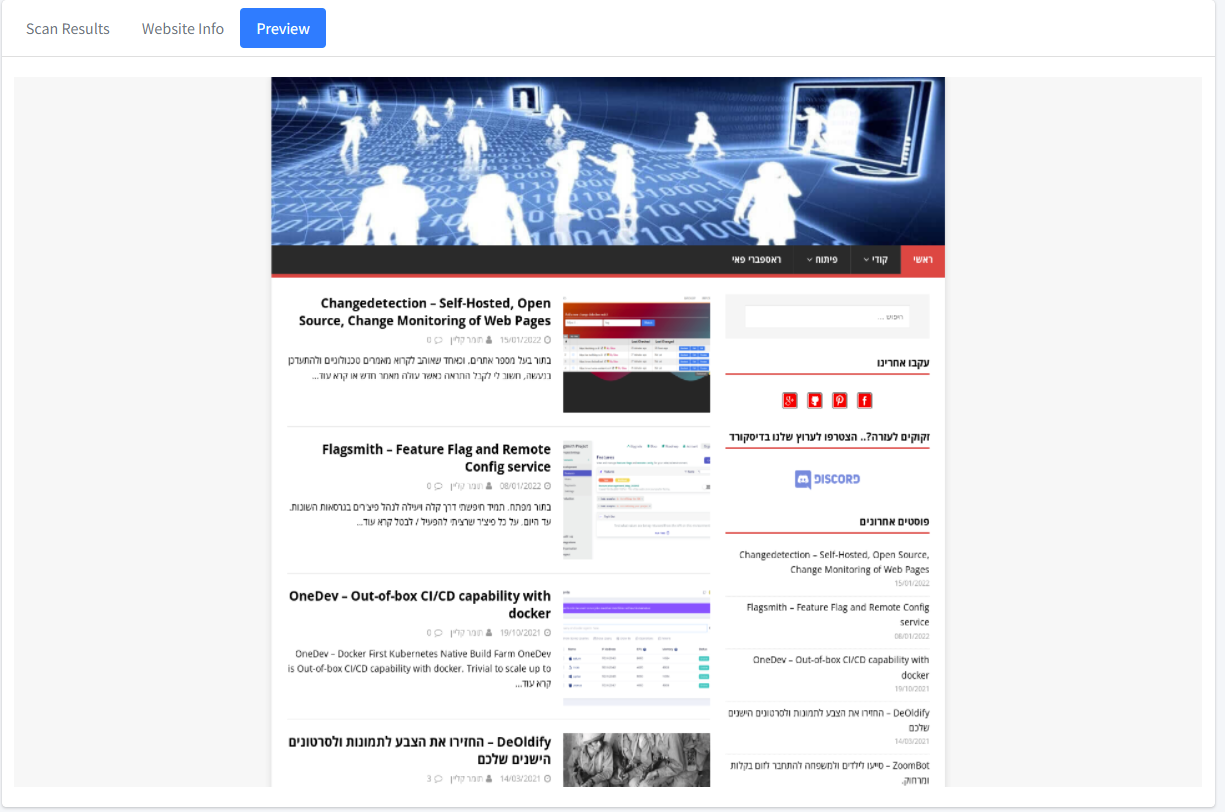 Scan Results
Website Info
Preview
ראשי
קודי
פיתוח
ראספברי פאי
Changedetection – Self-Hosted, Open
Source, Change Monitoring of Web Pages
15/01/2022 תומר קליין 0
בתור בעל מספר אתרים, וכאחד שאוהב לקרוא מאמרים טכנולוגים ולהתעדכן
בנעשה, חשוב לי לקבל התראה כאשר עולה מאמר חדש או קרא עוד...
Flagsmith – Feature Flag and Remote
Config service
08/01/2022 תומר קליין 0
בתור מפתח, תמיד חיפשתי דרך קלה ויעילה לנהל פיצ'רים בגרסאות השונות.
עד היום, על כל פיצ'ר שרציתי להפעיל / לבטל קרא עוד...
OneDev – Out-of-box CI/CD capability with
docker
19/10/2021 תומר קליין 0
OneDev – Docker First Kubernetes Native Build Farm OneDev
is Out-of-box CI/CD capability with docker. Trivial to scale up to
קרא עוד...
DeOldify – החזירו את הצבע לתמונות ולסרטונים
הישנים שלכם
14/03/2021 תומר קליין 3
חיפוש ...
עקבו אחרינו
זקוקים לעזרה?.. הצטרפו לערוץ שלנו בדיסקורד
DISCORD
פוסטים אחרונים
Changedetection – Self-Hosted, Open Source,
Change Monitoring of Web Pages
15/01/2022
Flagsmith – Feature Flag and Remote Config
service
08/01/2022
OneDev – Out-of-box CI/CD capability with
docker
19/10/2021
DeOldify – החזירו את הצבע לתמונות ולסרטונים הישנים
שלכם
14/03/2021
ZoomBot – סייעו לילדים ולמשפחה להתחבר לזום בקלות
ומרחוק.